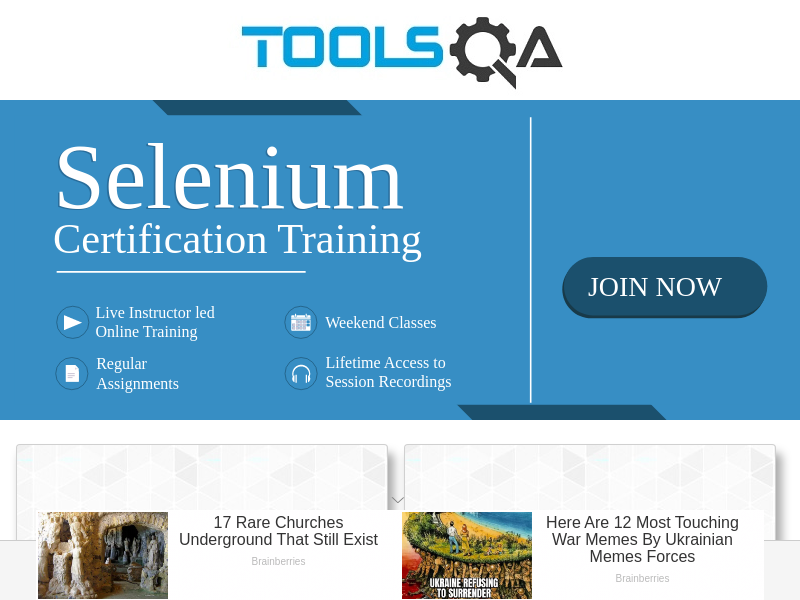 TOOLSQA
Selenium
Certification Training
JOIN NOW
Live Instructor led
Online Training
Weekend Classes
Regular
Assignments
Lifetime Access to
Session Recordings
17 Rare Churches
Underground That Still Exist
Brainberries
UKRAINE REFUSING
TO SURRENDER
Here Are 12 Most Touching
War Memes By Ukrainian
Memes Forces
Brainberries